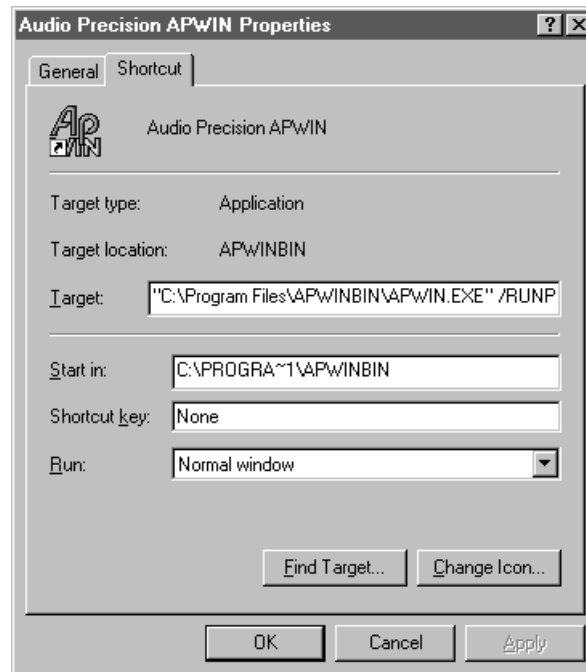 Audio Precision APWIN Properties
General Shortcut
Ap
WIN
Audio Precision APWIN
Target type: Application
Target location: APWINBIN
Target: "C:\Program Files\APWINBIN\APWIN.EXE" /RUNP
Start in: C:\PROGRA~1\APWINBIN
Shortcut key: None
Run: Normal window
Find Target... Change Icon...
OK Cancel Apply